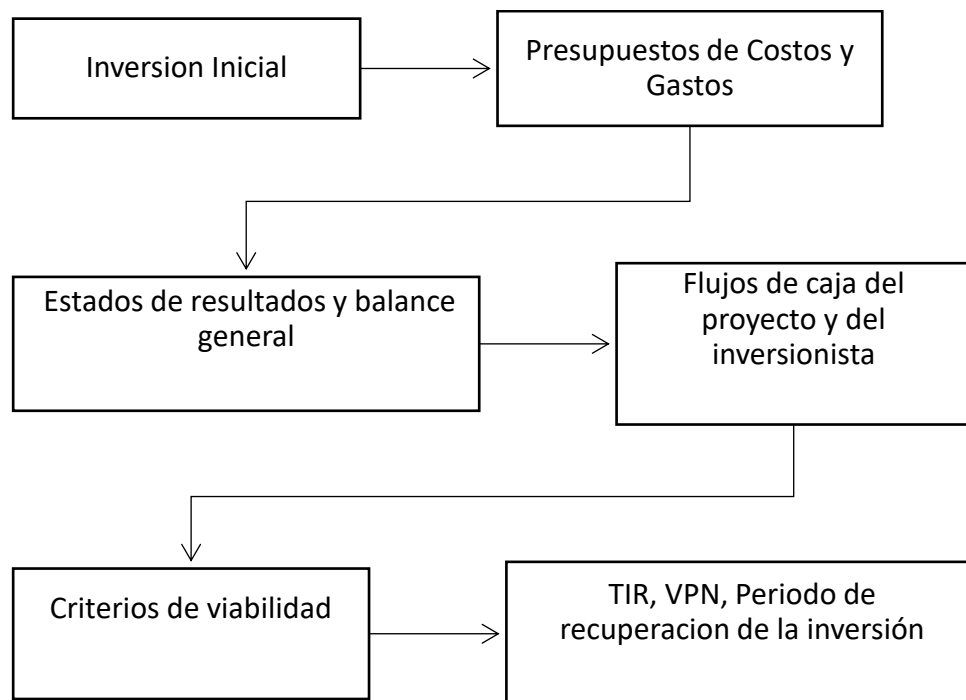 Inversion Inicial
Presupuestos de Costos y
Gastos
Estados de resultados y balance
general
Flujos de caja del
proyecto y del
inversionista
Criterios de viabilidad
TIR, VPN, Periodo de
recuperacion de la inversión